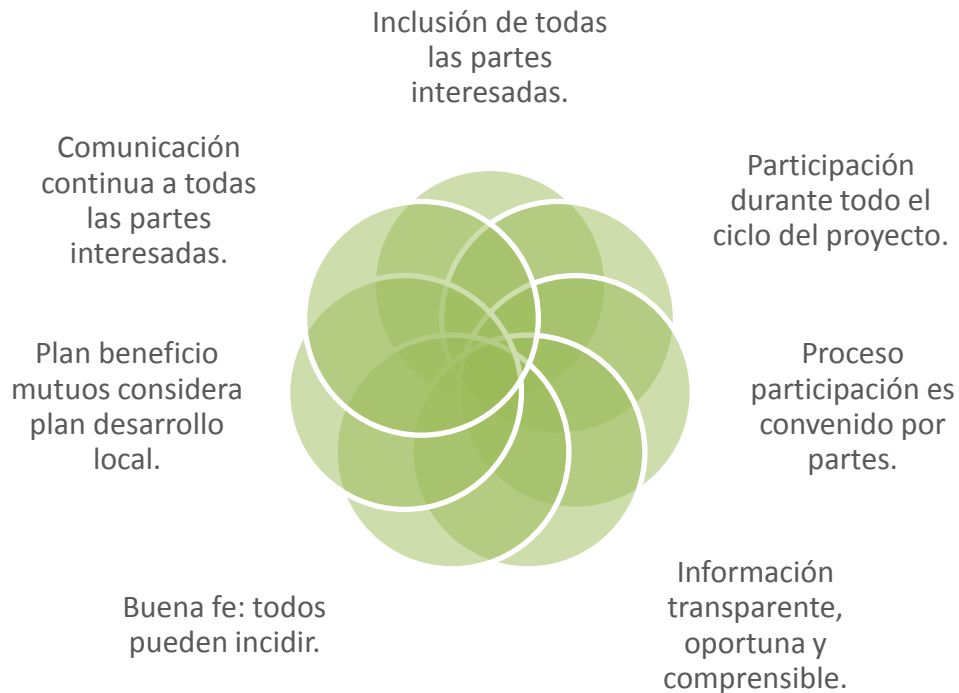 Inclusión de todas
las partes
interesadas.
Participación
durante todo el
ciclo del proyecto.
Proceso
participación es
convenido por
partes.
Información
transparente,
oportuna y
comprensible.
Buena fe: todos
pueden incidir.
Plan beneficio
mutuos considera
plan desarrollo
local.
Comunicación
continua a todas
las partes
interesadas.